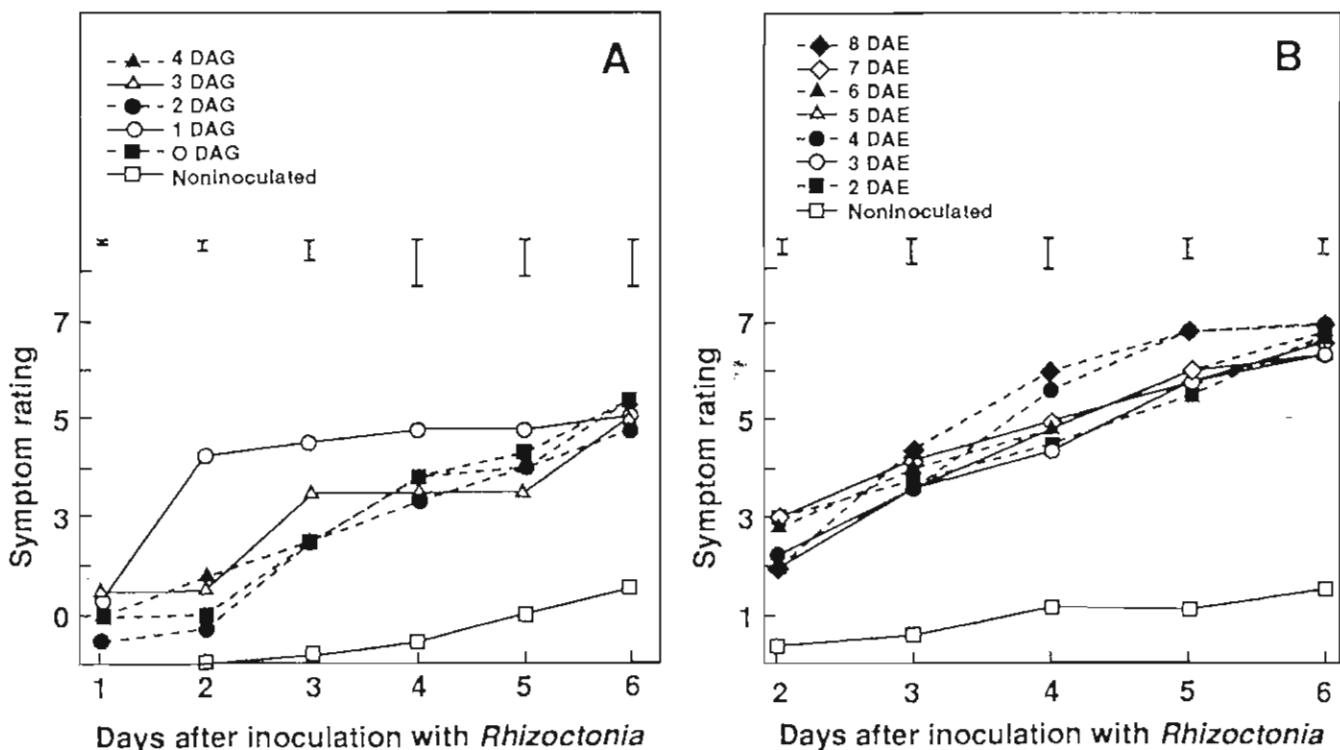 A
4 DAG
3 DAG
2 DAG
1 DAG
O DAG
Noninoculated
Symptom rating
7
5
3
0
1 2 3 4 5 6
Days after inoculation with Rhizoctonia
B
8 DAE
7 DAE
6 DAE
5 DAE
4 DAE
3 DAE
2 DAE
Noninoculated
Symptom rating
7
5
3
1
2 3 4 5 6
Days after inoculation with Rhizoctonia